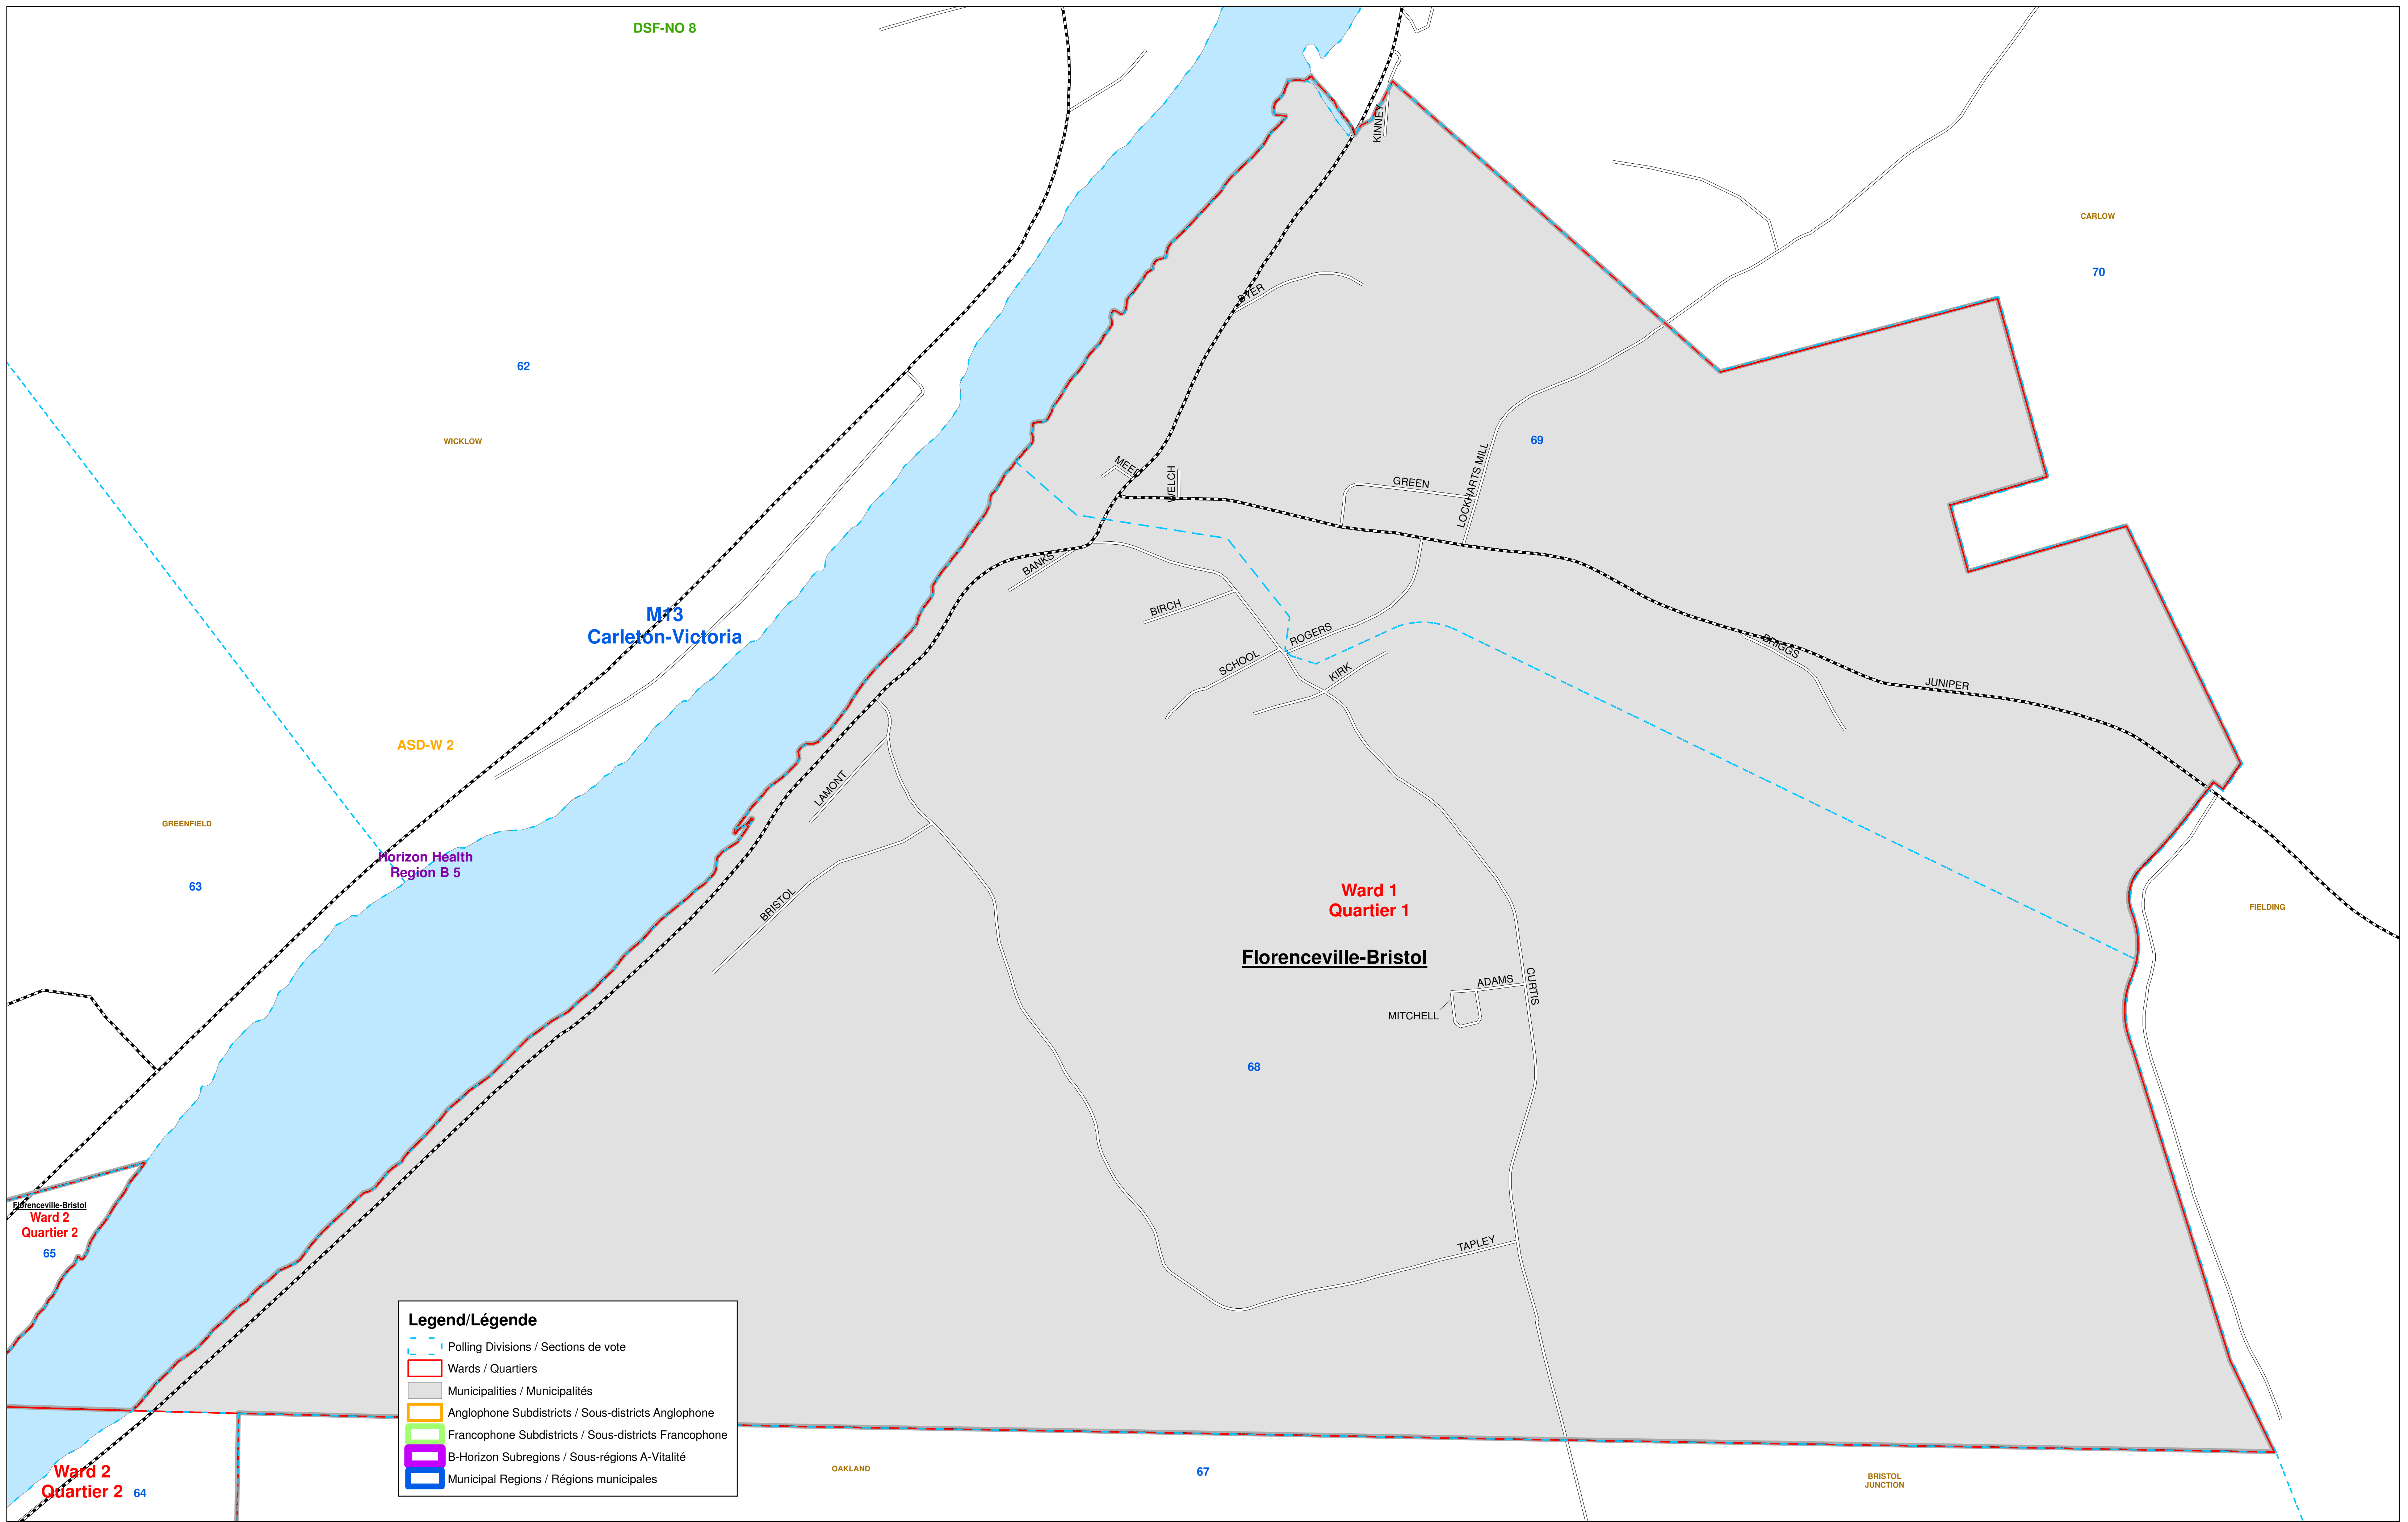 DSF-NO 8
KINNEY
CARLOW
70
BYER
62
WICKLOW
69
MEED
WELCH
GREEN
LOCKHARTS MILL
BANKS
BIRCH
M13
Carleton-Victoria
ROGERS
SCHOOL
KIRK
BRIGGS
JUNIPER
ASD-W 2
LAMONT
GREENFIELD
Horizon Health
Region B 5
63
BRISTOL
Ward 1
Quartier 1
FIELDING
Florenceville-Bristol
ADAMS
CURTIS
MITCHELL
68
Florenceville-Bristol
Ward 2
Quartier 2
65
TAPLEY
Legend/Légende
Polling Divisions / Sections de vote
Wards / Quartiers
Municipalities / Municipalités
Anglophone Subdistricts / Sous-districts Anglophone
Francophone Subdistricts / Sous-districts Francophone
B-Horizon Subregions / Sous-régions A-Vitalité
Municipal Regions / Régions municipales
Ward 2
Quartier 2
64
OAKLAND
67
BRISTOL
JUNCTION